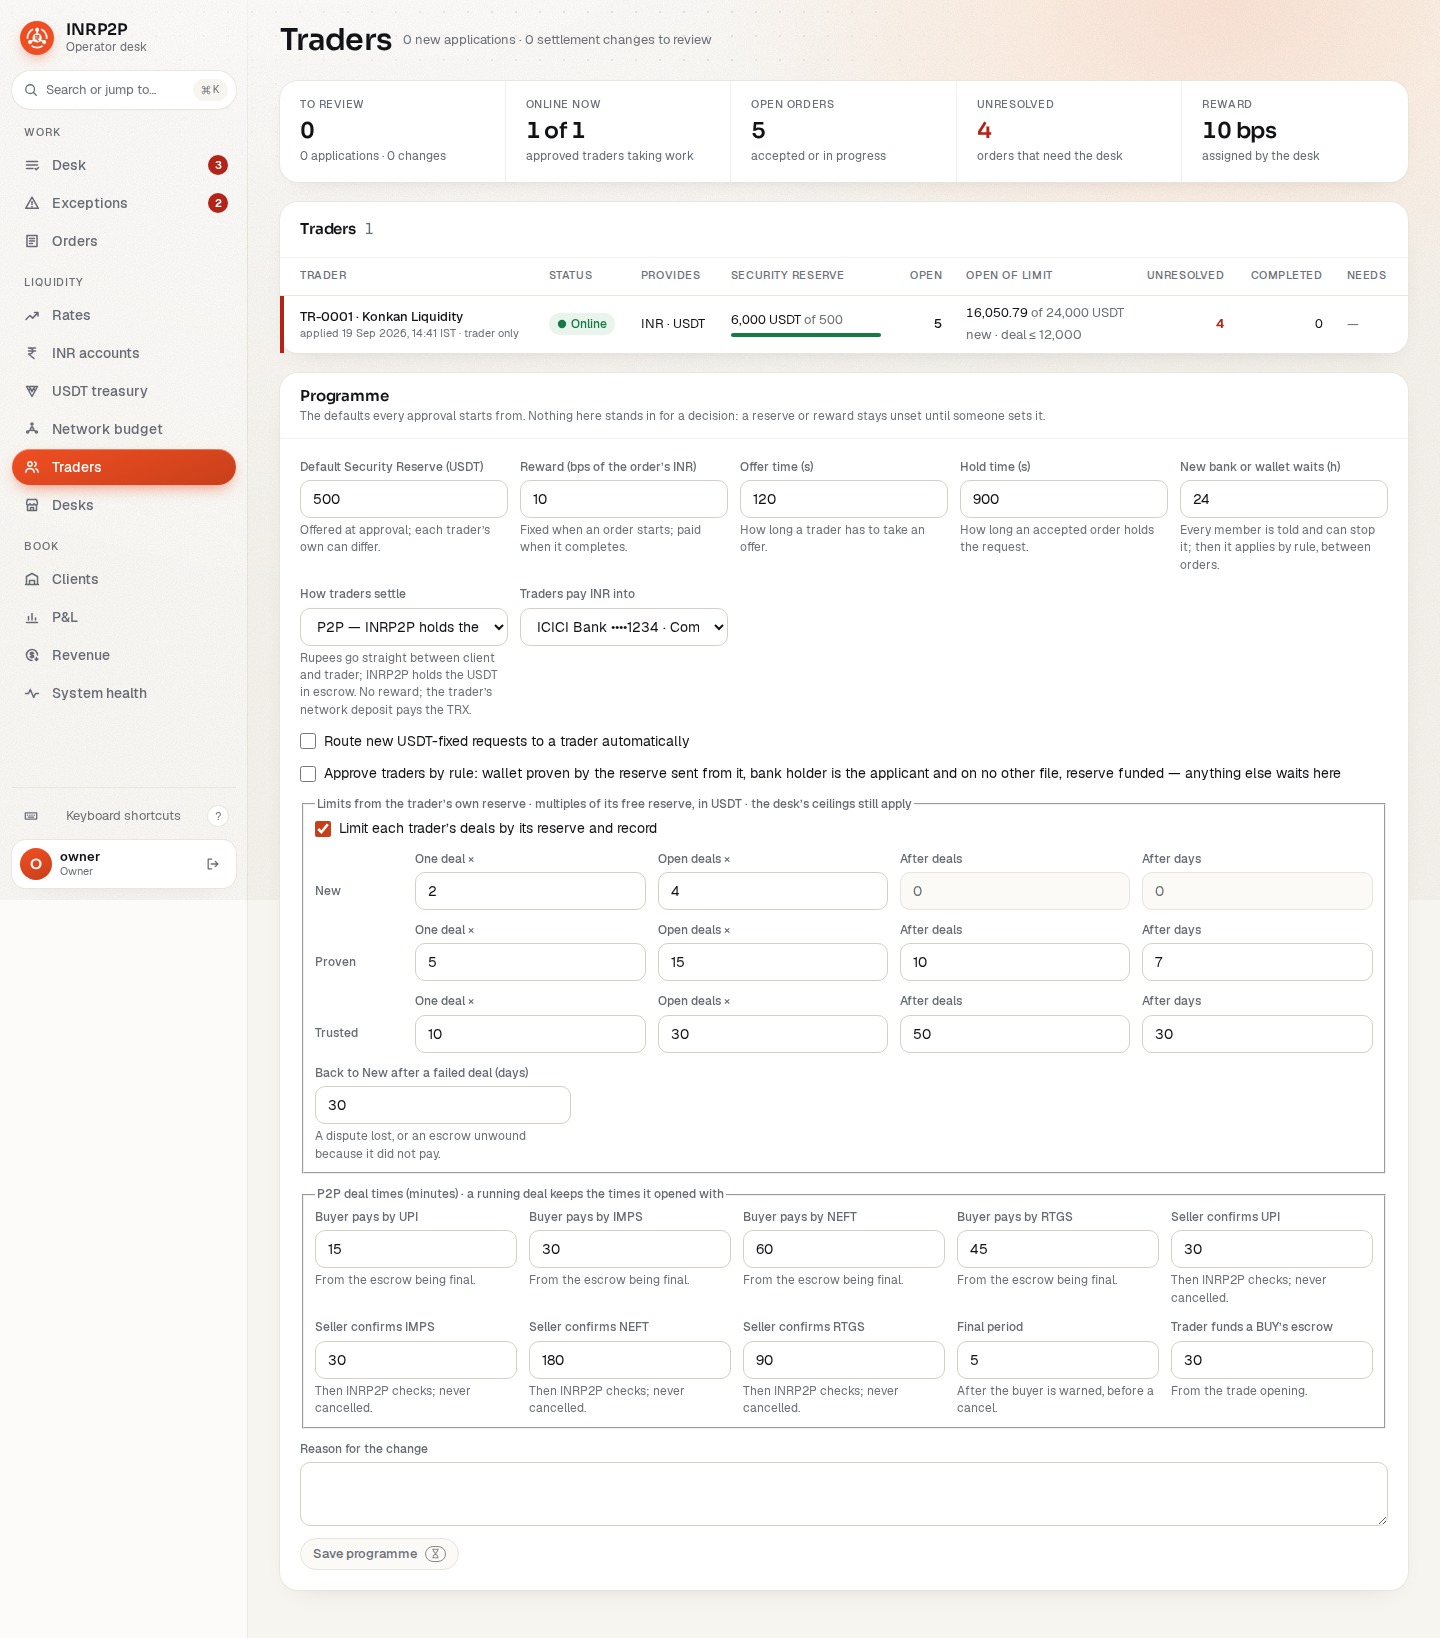 INRP2P
Operator desk
Search or jump to...
⌘K
WORK
Desk
3
Exceptions
2
Orders
LIQUIDITY
Rates
INR accounts
USDT treasury
Network budget
Traders
Desks
BOOK
Clients
P&L
Revenue
System health
Keyboard shortcuts
?
O
owner
Owner
Traders
0 new applications · 0 settlement changes to review
TO REVIEW
0
0 applications · 0 changes
ONLINE NOW
1 of 1
approved traders taking work
OPEN ORDERS
5
accepted or in progress
UNRESOLVED
4
orders that need the desk
REWARD
10 bps
assigned by the desk
Traders 1
TRADER STATUS PROVIDES SECURITY RESERVE OPEN OPEN OF LIMIT UNRESOLVED COMPLETED NEEDS
TR-0001 · Konkan Liquidity
applied 19 Sep 2026, 14:41 IST · trader only
Online
INR · USDT
6,000 USDT of 500
5
16,050.79 of 24,000 USDT
new · deal ≤ 12,000
4
0
—
Programme
The defaults every approval starts from. Nothing here stands in for a decision: a reserve or reward stays unset until someone sets it.
Default Security Reserve (USDT)
500
Offered at approval; each trader's
own can differ.
Reward (bps of the order's INR)
10
Fixed when an order starts; paid
when it completes.
Offer time (s)
120
How long a trader has to take an
offer.
Hold time (s)
900
How long an accepted order holds
the request.
New bank or wallet waits (h)
24
Every member is told and can stop
it; then it applies by rule, between
orders.
How traders settle
P2P — INRP2P holds the
Rupees go straight between client
and trader; INRP2P holds the USDT
in escrow. No reward; the trader's
network deposit pays the TRX.
Traders pay INR into
ICICI Bank ••••1234 · Com
Route new USDT-fixed requests to a trader automatically
Approve traders by rule: wallet proven by the reserve sent from it, bank holder is the applicant and on no other file, reserve funded — anything else waits here
Limits from the trader's own reserve · multiples of its free reserve, in USDT · the desk's ceilings still apply
Limit each trader's deals by its reserve and record
One deal × Open deals × After deals After days
New 2 4 0 0
One deal × Open deals × After deals After days
Proven 5 15 10 7
One deal × Open deals × After deals After days
Trusted 10 30 50 30
Back to New after a failed deal (days)
30
A dispute lost, or an escrow unwound
because it did not pay.
P2P deal times (minutes) · a running deal keeps the times it opened with
Buyer pays by UPI
15
From the escrow being final.
Buyer pays by IMPS
30
From the escrow being final.
Buyer pays by NEFT
60
From the escrow being final.
Buyer pays by RTGS
45
From the escrow being final.
Seller confirms UPI
30
Then INRP2P checks; never
cancelled.
Seller confirms IMPS
30
Then INRP2P checks; never
cancelled.
Seller confirms NEFT
180
Then INRP2P checks; never
cancelled.
Seller confirms RTGS
90
Then INRP2P checks; never
cancelled.
Final period
5
After the buyer is warned, before a
cancel.
Trader funds a BUY's escrow
30
From the trade opening.
Reason for the change
Save programme